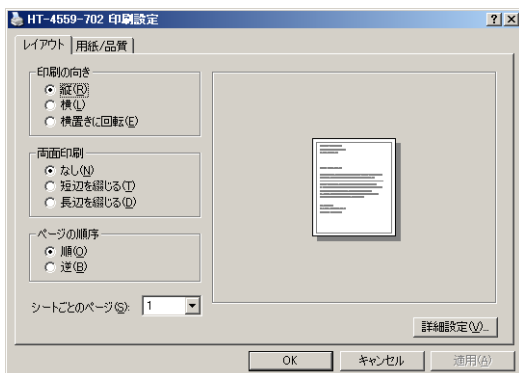 HT-4559-702 印刷設定
レイアウト 用紙/品質
印刷の向き
縦(R)
横(L)
横置きに回転(E)
両面印刷
なし(N)
短辺を綴じる(T)
長辺を綴じる(D)
ページの順序
順(O)
逆(B)
シートごとのページ(S): 1
詳細設定(V)...
OK キャンセル 適用(A)